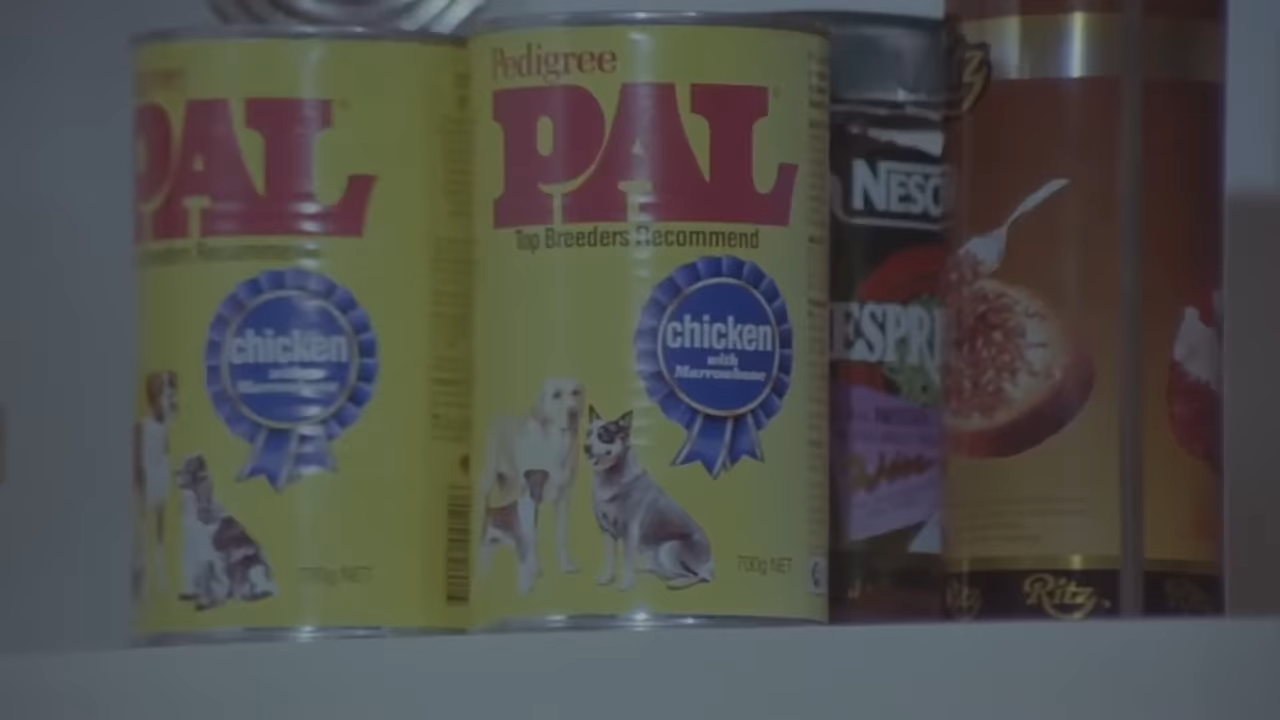 PAL
chicken
Pedigree
PAL
Top Breeders Recommend
chicken
with
Marrowbone
700g NET
NESC
ESPR
Ritz